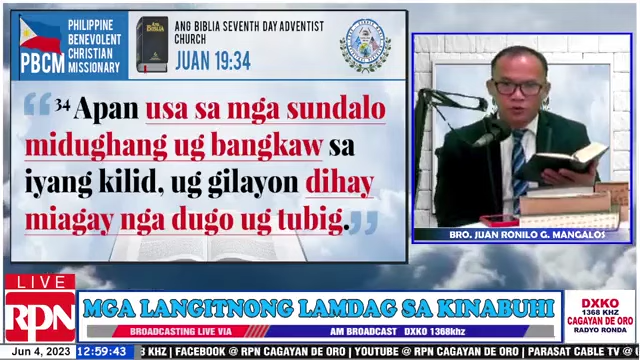 PBCM
PHILIPPINE
BENEVOLENT
CHRISTIAN
MISSIONARY
ANG BIBLIA SEVENTH DAY ADVENTIST
CHURCH
JUAN 19:34
“34 Apan usa sa mga sundalo
midughang ug bangkaw sa
iyang kilid, ug gilayon dihay
miagay nga dugo ug tubig.”
BRO. JUAN RONILO G. MANGALOS
LIVE
RPN
MGA LANGITNONG LAMDAG SA KINABUHI
BROADCASTING LIVE VIA
AM BROADCAST DXKO 1368khz
DXKO
1368 KHZ
CAGAYAN DE ORO
RADYO RONDA
Jun 4, 2023 12:59:43 3 KHZ | FACEBOOK @ RPN CAGAYAN DE ORO | YOUTUBE @ RPN CAGAYAN DE ORO | PARASAT CABLE TV @